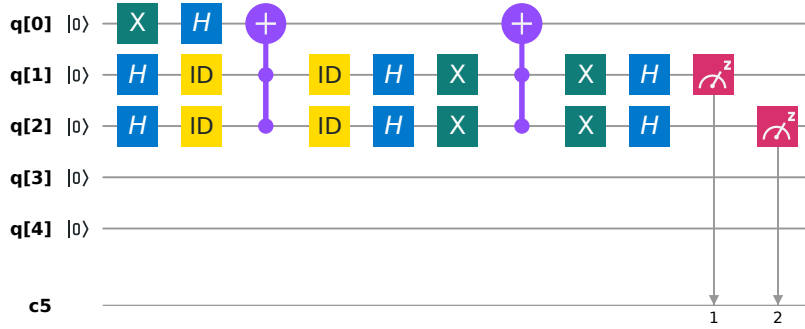 q[0] |0⟩ X H +
q[1] |0⟩ H ID ID H X X H z
q[2] |0⟩ H ID ID H X X H z
q[3] |0⟩
q[4] |0⟩
c5
1 2